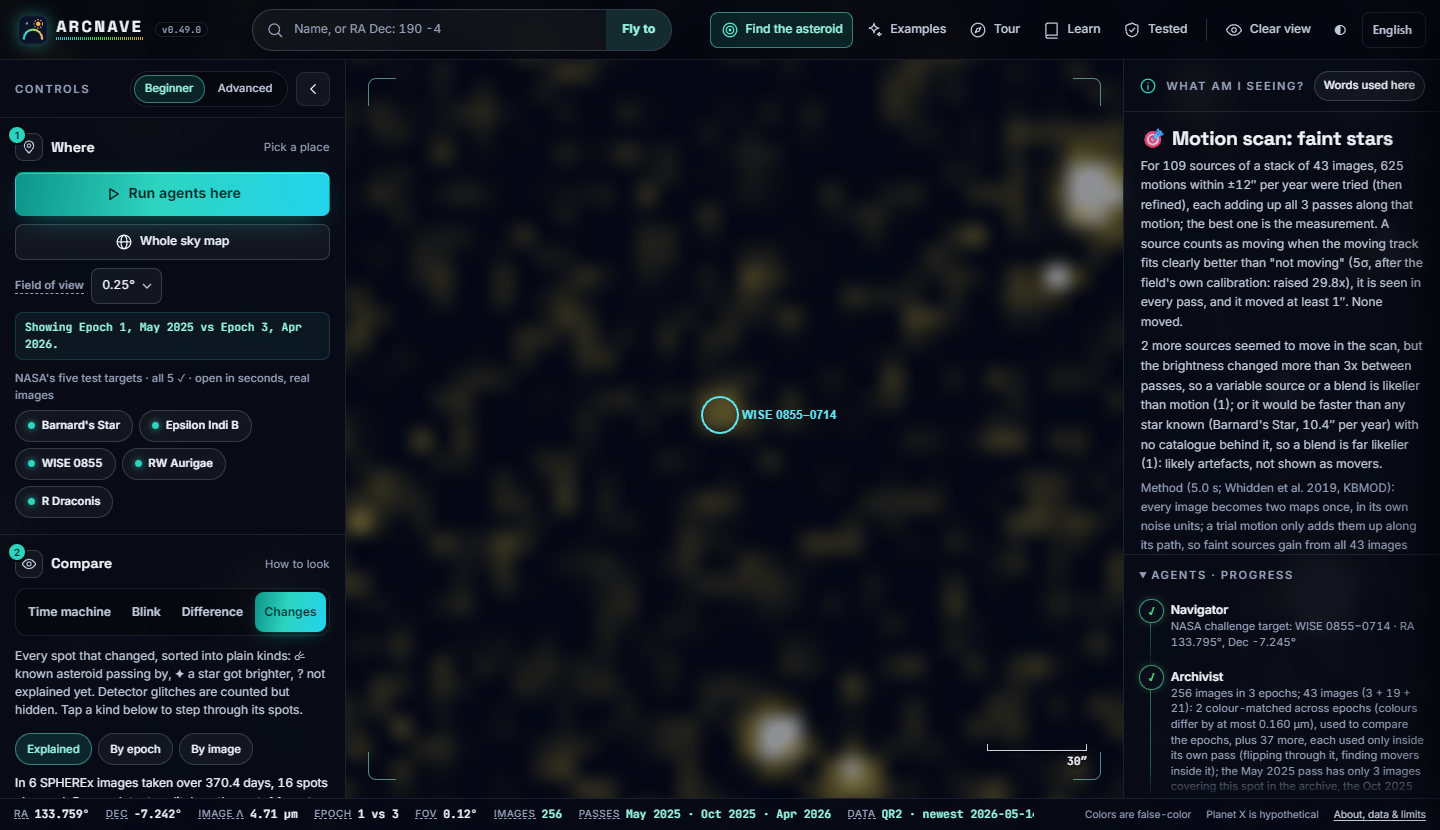 ARCNAVE
v0.49.0
Name, or RA Dec: 190 -4
Fly to
Find the asteroid
Examples
Tour
Learn
Tested
Clear view
English
CONTROLS
Beginner
Advanced
1
Where
Pick a place
Run agents here
Whole sky map
Field of view
0.25°
Showing Epoch 1, May 2025 vs Epoch 3, Apr
2026.
NASA's five test targets · all 5 ✓ · open in seconds, real
images
Barnard's Star
Epsilon Indi B
WISE 0855
RW Aurigae
R Draconis
2
Compare
How to look
Time machine
Blink
Difference
Changes
Every spot that changed, sorted into plain kinds: ☄
known asteroid passing by, ✦ a star got brighter, ? not
explained yet. Detector glitches are counted but
hidden. Tap a kind below to step through its spots.
Explained
By epoch
By image
In 6 SPHEREx images taken over 370.4 days, 16 spots
WISE 0855–0714
30″
WHAT AM I SEEING?
Words used here
Motion scan: faint stars
For 109 sources of a stack of 43 images, 625
motions within ±12″ per year were tried (then
refined), each adding up all 3 passes along that
motion; the best one is the measurement. A
source counts as moving when the moving track
fits clearly better than "not moving" (5σ, after the
field's own calibration: raised 29.8x), it is seen in
every pass, and it moved at least 1″. None
moved.
2 more sources seemed to move in the scan, but
the brightness changed more than 3x between
passes, so a variable source or a blend is likelier
than motion (1); or it would be faster than any
star known (Barnard's Star, 10.4″ per year) with
no catalogue behind it, so a blend is far likelier
(1): likely artefacts, not shown as movers.
Method (5.0 s; Whidden et al. 2019, KBMOD):
every image becomes two maps once, in its own
noise units; a trial motion only adds them up along
its path, so faint sources gain from all 43 images
▼ AGENTS · PROGRESS
Navigator
NASA challenge target: WISE 0855−0714 · RA
133.795°, Dec -7.245°
Archivist
256 images in 3 epochs; 43 images (3 + 19 +
21): 2 colour-matched across epochs (colours
differ by at most 0.160 µm), used to compare
the epochs, plus 37 more, each used only inside
its own pass (flipping through it, finding movers
inside it); the May 2025 pass has only 3 images
covering this spot in the archive, the Oct 2025
RA 133.759° DEC -7.242° IMAGE Λ 4.71 µm EPOCH 1 vs 3 FOV 0.12° IMAGES 256 PASSES May 2025 · Oct 2025 · Apr 2026 DATA QR2 · newest 2026-05-1
Colors are false-color
Planet X is hypothetical
About, data & limits